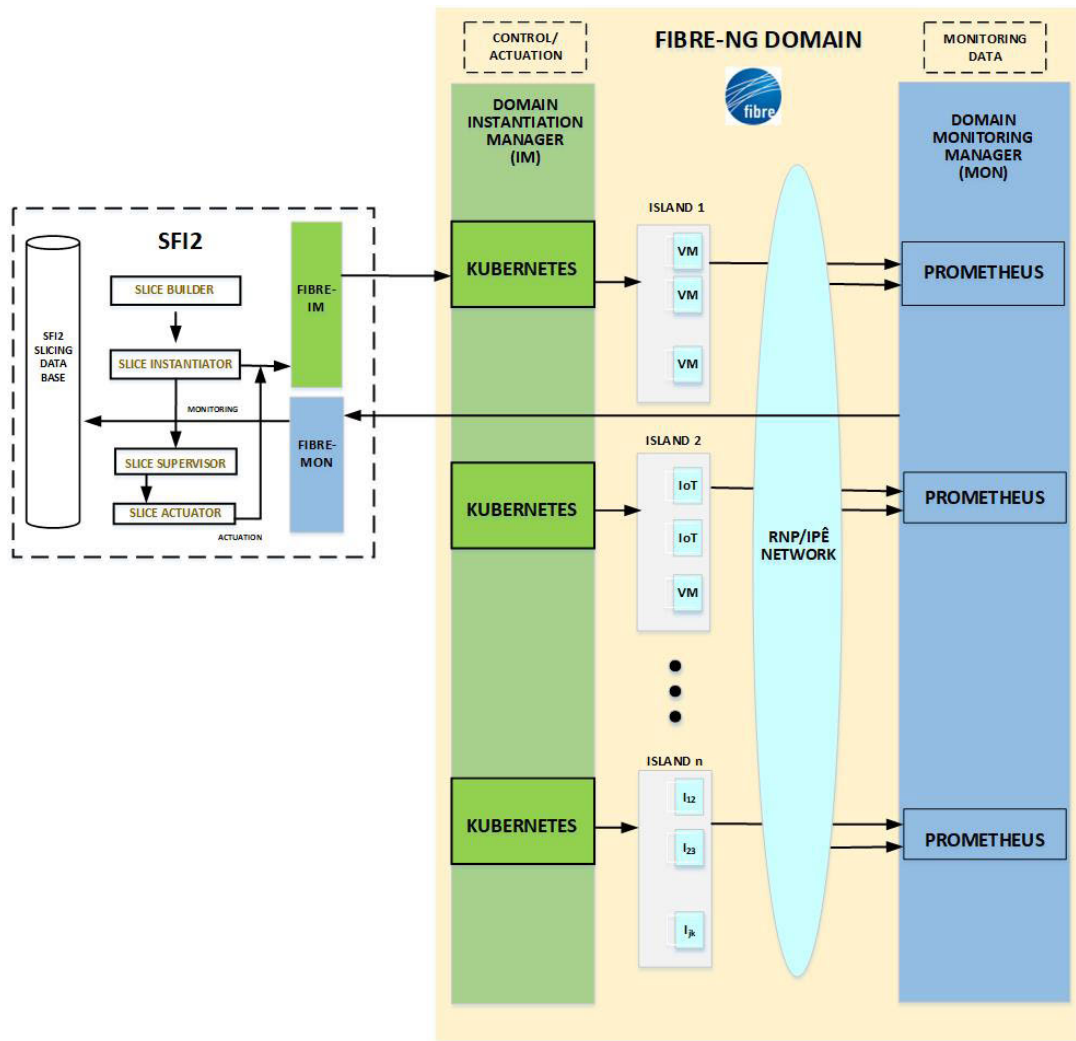 CONTROL/
ACTUATION
FIBRE-NG DOMAIN
MONITORING
DATA
fibre
DOMAIN
INSTANTIATION
MANAGER
(IM)
DOMAIN
MONITORING
MANAGER
(MON)
SFI2
SFI2
SLICING
DATA
BASE
SLICE BUILDER
SLICE INSTANTIATOR
MONITORING
SLICE SUPERVISOR
SLICE ACTUATOR
ACTUATION
FIBRE-
IM
FIBRE-
MON
KUBERNETES
ISLAND 1
VM
VM
VM
PROMETHEUS
KUBERNETES
ISLAND 2
IoT
IoT
VM
RNP/IPÊ
NETWORK
PROMETHEUS
KUBERNETES
ISLAND n
I12
I23
Ijk
PROMETHEUS